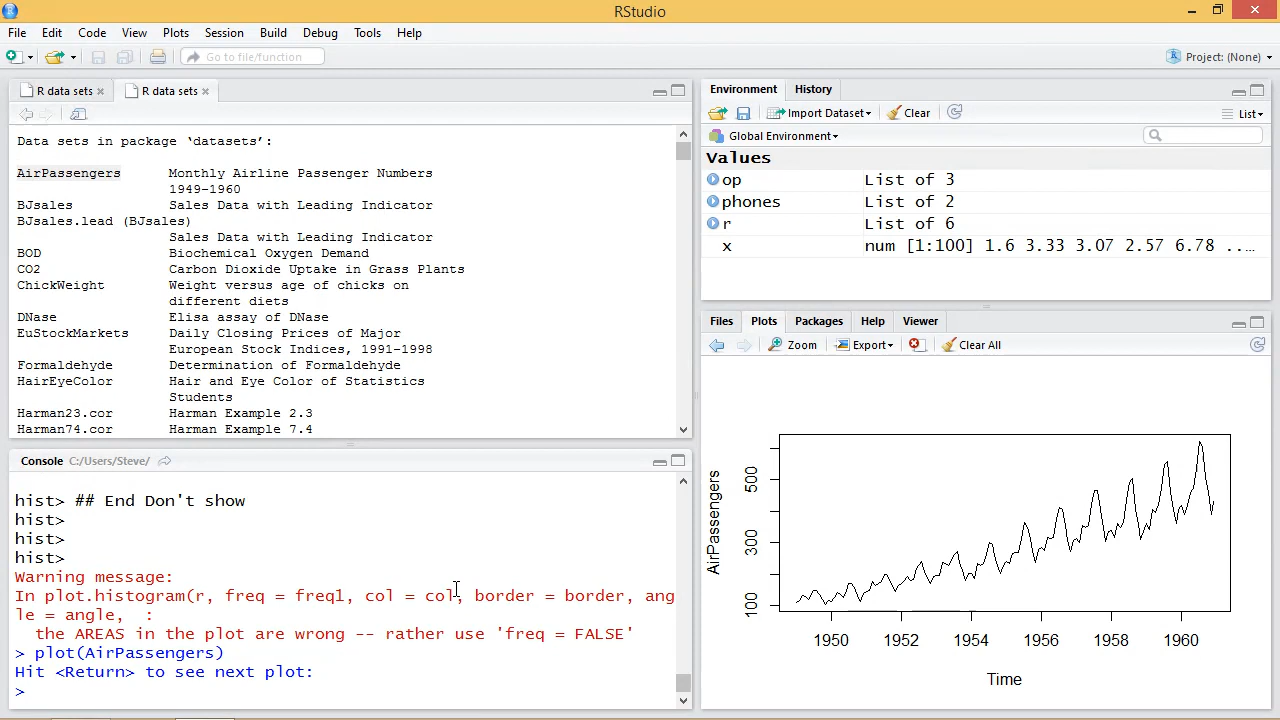 RStudio
File Edit Code View Plots Session Build Debug Tools Help
Go to file/function
Project: (None)
R data sets
R data sets
Data sets in package ‘datasets’:
AirPassengers Monthly Airline Passenger Numbers
1949-1960
BJsales Sales Data with Leading Indicator
BJsales.lead (BJsales)
Sales Data with Leading Indicator
BOD Biochemical Oxygen Demand
CO2 Carbon Dioxide Uptake in Grass Plants
ChickWeight Weight versus age of chicks on
different diets
DNase Elisa assay of DNase
EuStockMarkets Daily Closing Prices of Major
European Stock Indices, 1991-1998
Formaldehyde Determination of Formaldehyde
HairEyeColor Hair and Eye Color of Statistics
Students
Harman23.cor Harman Example 2.3
Harman74.cor Harman Example 7.4
Console C:/Users/Steve/
hist> ## End Don't show
hist>
hist>
hist>
Warning message:
In plot.histogram(r, freq = freq1, col = col, border = border, ang
le = angle, :
the AREAS in the plot are wrong -- rather use 'freq = FALSE'
> plot(AirPassengers)
Hit <Return> to see next plot:
>
Environment History
Import Dataset Clear List
Global Environment
Values
op List of 3
phones List of 2
r List of 6
x num [1:100] 1.6 3.33 3.07 2.57 6.78 ..…
Files Plots Packages Help Viewer
Zoom Export Clear All
AirPassengers
500
300
100
1950 1952 1954 1956 1958 1960
Time